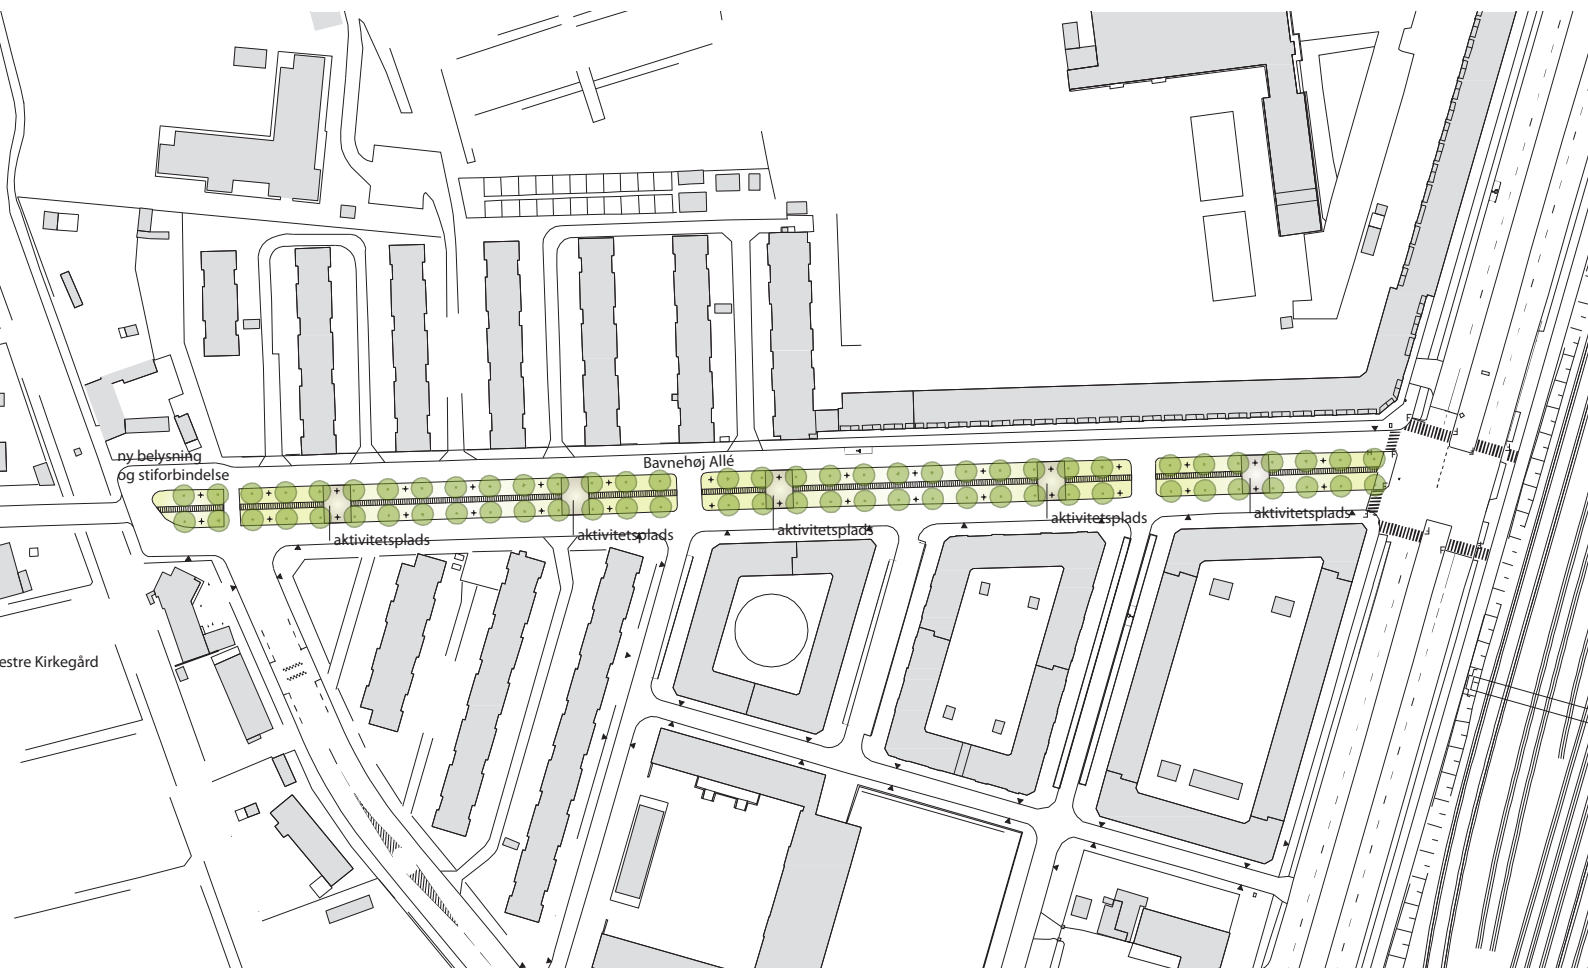 ny belysning
og stiforbindelse
Bavnehøj Allé
aktivitetsplads
aktivitetsplads
aktivitetsplads
aktivitetsplads
aktivitetsplads
estre Kirkegård